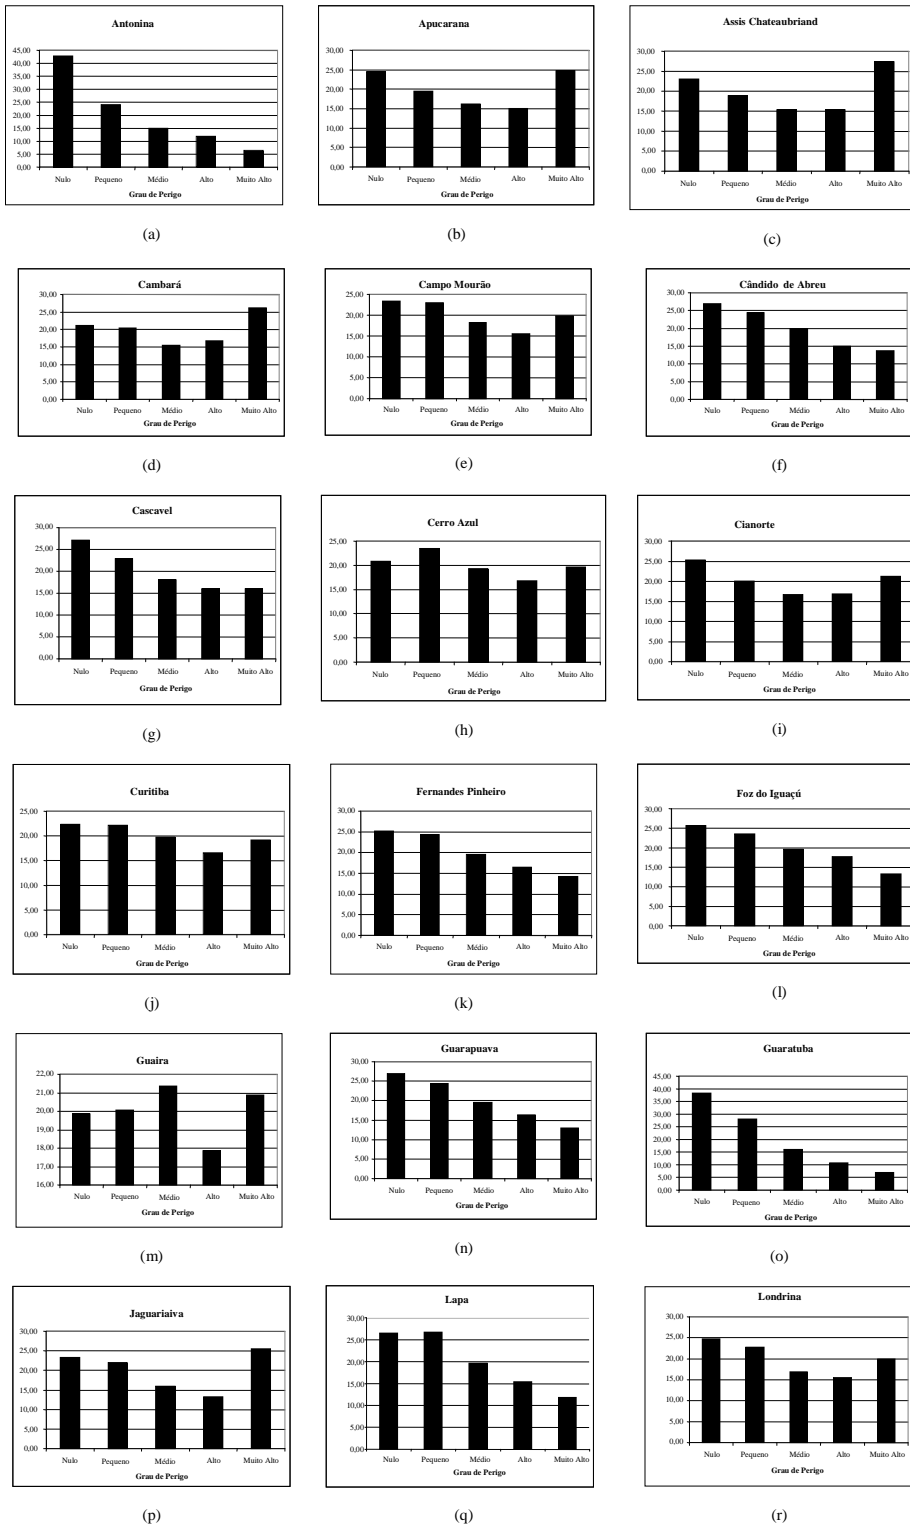 Antonina
45,00
40,00
35,00
30,00
25,00
20,00
15,00
10,00
5,00
0,00
Nulo Pequeno Médio Alto Muito Alto
Grau de Perigo
(a)
Apucarana
30,00
25,00
20,00
15,00
10,00
5,00
0,00
Nulo Pequeno Médio Alto Muito Alto
Grau de Perigo
(b)
Assis Chateaubriand
30,00
25,00
20,00
15,00
10,00
5,00
0,00
Nulo Pequeno Médio Alto Muito Alto
Grau de Perigo
(c)
Cambará
30,00
25,00
20,00
15,00
10,00
5,00
0,00
Nulo Pequeno Médio Alto Muito Alto
Grau de Perigo
(d)
Campo Mourão
25,00
20,00
15,00
10,00
5,00
0,00
Nulo Pequeno Médio Alto Muito Alto
Grau de Perigo
(e)
Cândido de Abreu
30,00
25,00
20,00
15,00
10,00
5,00
0,00
Nulo Pequeno Médio Alto Muito Alto
Grau de Perigo
(f)
Cascavel
30,00
25,00
20,00
15,00
10,00
5,00
0,00
Nulo Pequeno Médio Alto Muito Alto
Grau de Perigo
(g)
Cerro Azul
25,00
20,00
15,00
10,00
5,00
0,00
Nulo Pequeno Médio Alto Muito Alto
Grau de Perigo
(h)
Cianorte
30,00
25,00
20,00
15,00
10,00
5,00
0,00
Nulo Pequeno Médio Alto Muito Alto
Grau de Perigo
(i)
Curitiba
25,00
20,00
15,00
10,00
5,00
0,00
Nulo Pequeno Médio Alto Muito Alto
Grau de Perigo
(j)
Fernandes Pinheiro
30,00
25,00
20,00
15,00
10,00
5,00
0,00
Nulo Pequeno Médio Alto Muito Alto
Grau de Perigo
(k)
Foz do Iguaçú
30,00
25,00
20,00
15,00
10,00
5,00
0,00
Nulo Pequeno Médio Alto Muito Alto
Grau de Perigo
(l)
Guaira
22,00
21,00
20,00
19,00
18,00
17,00
16,00
Nulo Pequeno Médio Alto Muito Alto
Grau de Perigo
(m)
Guarapuava
30,00
25,00
20,00
15,00
10,00
5,00
0,00
Nulo Pequeno Médio Alto Muito Alto
Grau de Perigo
(n)
Guaratuba
45,00
40,00
35,00
30,00
25,00
20,00
15,00
10,00
5,00
0,00
Nulo Pequeno Médio Alto Muito Alto
Grau de Perigo
(o)
Jaguariaiva
30,00
25,00
20,00
15,00
10,00
5,00
0,00
Nulo Pequeno Médio Alto Muito Alto
Grau de Perigo
(p)
Lapa
30,00
25,00
20,00
15,00
10,00
5,00
0,00
Nulo Pequeno Médio Alto Muito Alto
Grau de Perigo
(q)
Londrina
30,00
25,00
20,00
15,00
10,00
5,00
0,00
Nulo Pequeno Médio Alto Muito Alto
Grau de Perigo
(r)